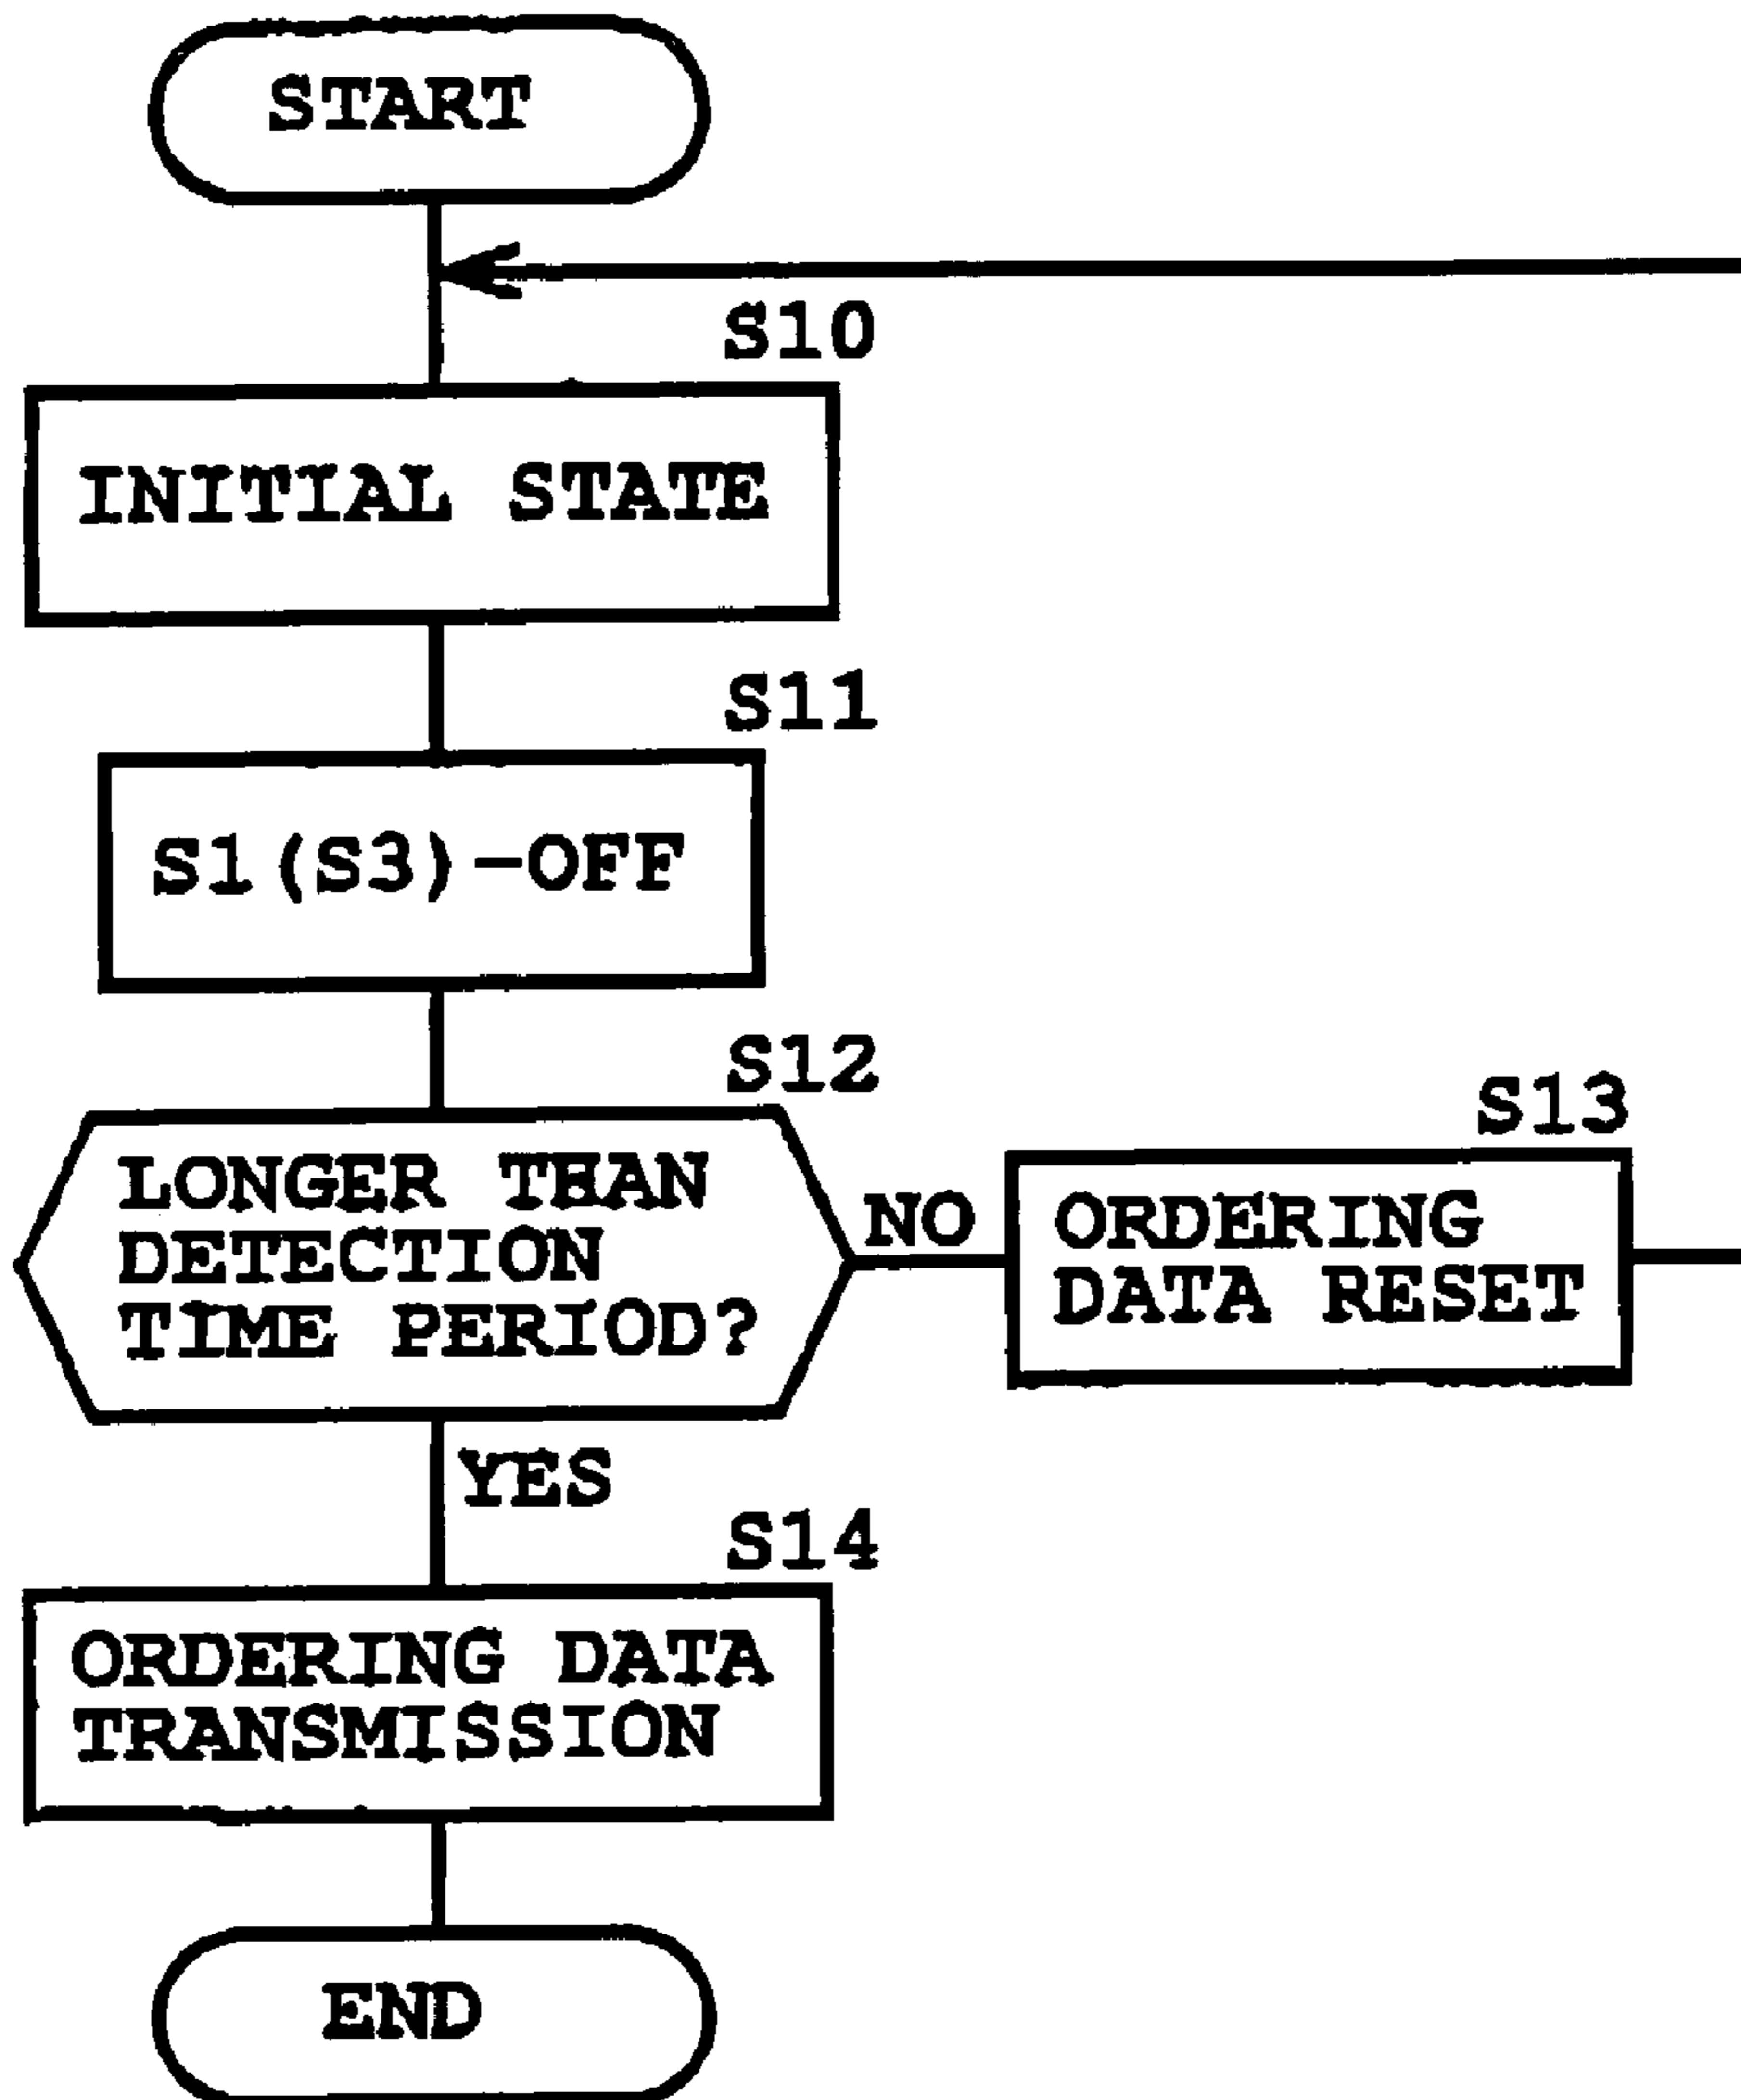 START
S10
INITIAL STATE
S11
S1(S3)-OFF
S12
LONGER THAN
DETECTION
TIME PERIOD?
NO
S13
ORDERING
DATA RESET
YES
S14
ORDERING DATA
TRANSMISSION
END